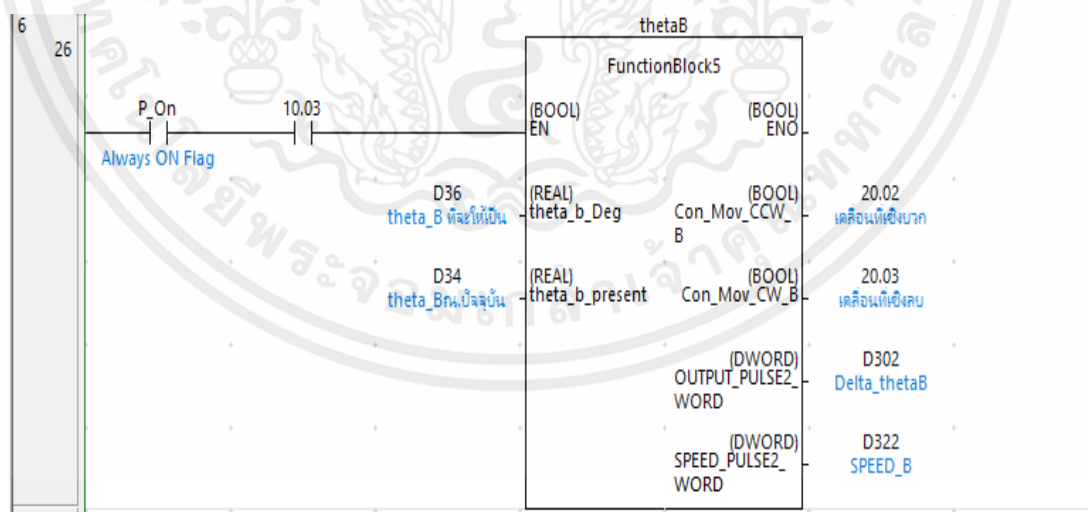 6
26
thetaB
FunctionBlock5
P_On
10.03
(BOOL)
EN
(BOOL)
ENO
Always ON Flag
D36
theta_B ที่จะให้เป็น
(REAL)
theta_b_Deg
(BOOL)
Con_Mov_CCW_
B
20.02
เคลื่อนที่เชิงบวก
D34
theta_Bณ.ปัจจุบัน
(REAL)
theta_b_present
(BOOL)
Con_Mov_CW_B
20.03
เคลื่อนที่เชิงลบ
(DWORD)
OUTPUT_PULSE2_
WORD
D302
Delta_thetaB
(DWORD)
SPEED_PULSE2_
WORD
D322
SPEED_B